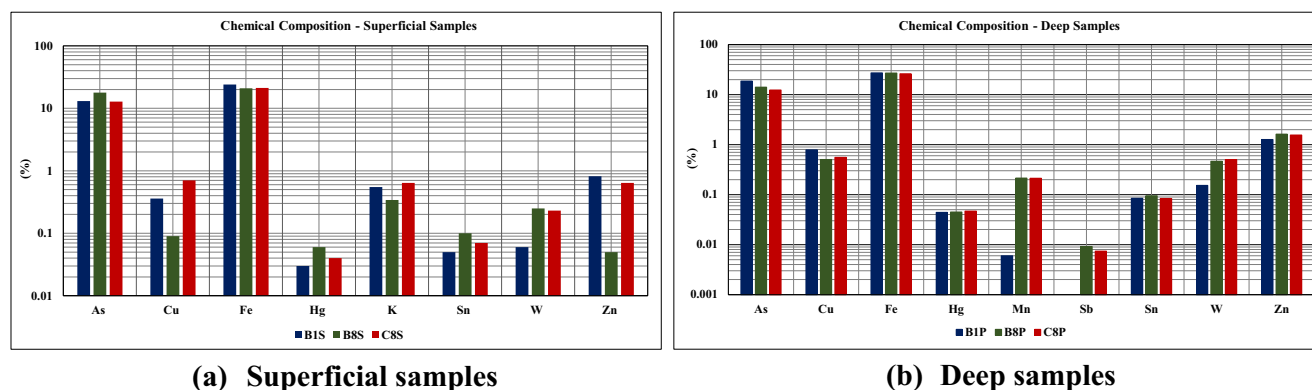 Chemical Composition - Superficial Samples
100
10
1
0.1
0.01
(%)
As Cu Fe Hg K Sn W Zn
B1S B8S C8S
(a) Superficial samples
Chemical Composition - Deep Samples
100
10
1
0.1
0.01
0.001
(%)
As Cu Fe Hg Mn Sb Sn W Zn
B1P B8P C8P
(b) Deep samples